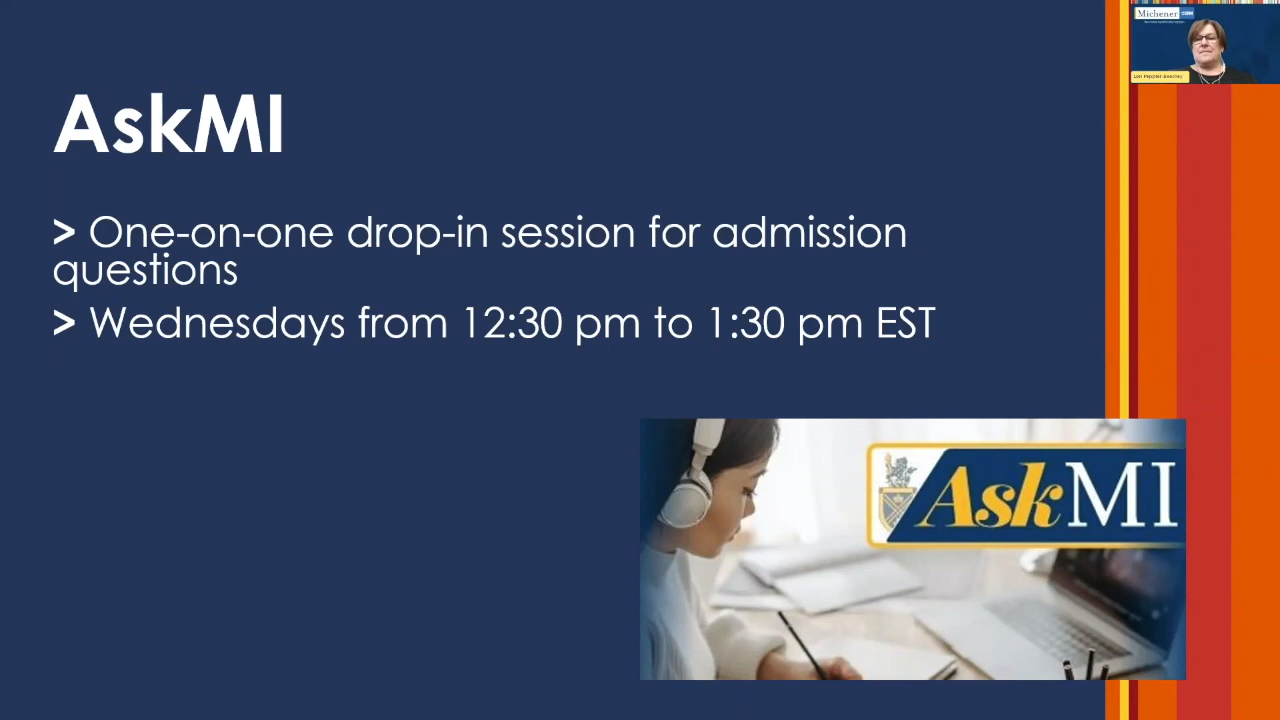 Michener
AskMI
> One-on-one drop-in session for admission
questions
> Wednesdays from 12:30 pm to 1:30 pm EST
AskMI